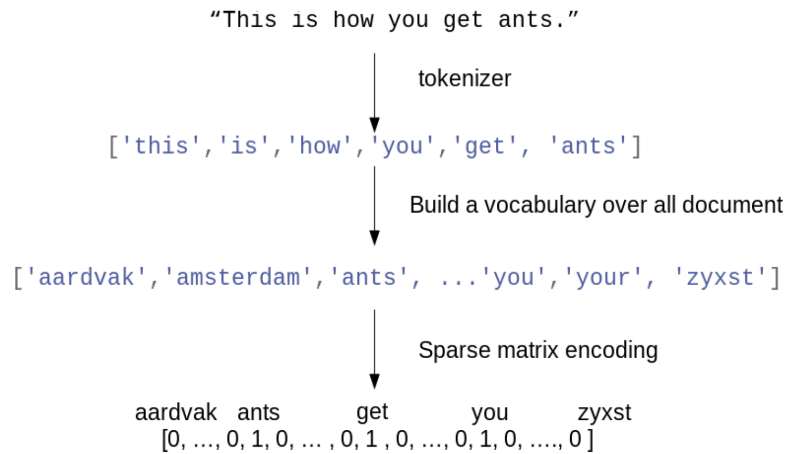 “This is how you get ants.”
tokenizer
['this','is','how','you','get', 'ants']
Build a vocabulary over all document
['aardvak','amsterdam','ants', ...'you','your', 'zyxst']
Sparse matrix encoding
aardvak ants get you zyxst
[0, …, 0, 1, 0, … , 0, 1 , 0, …, 0, 1, 0, …., 0 ]